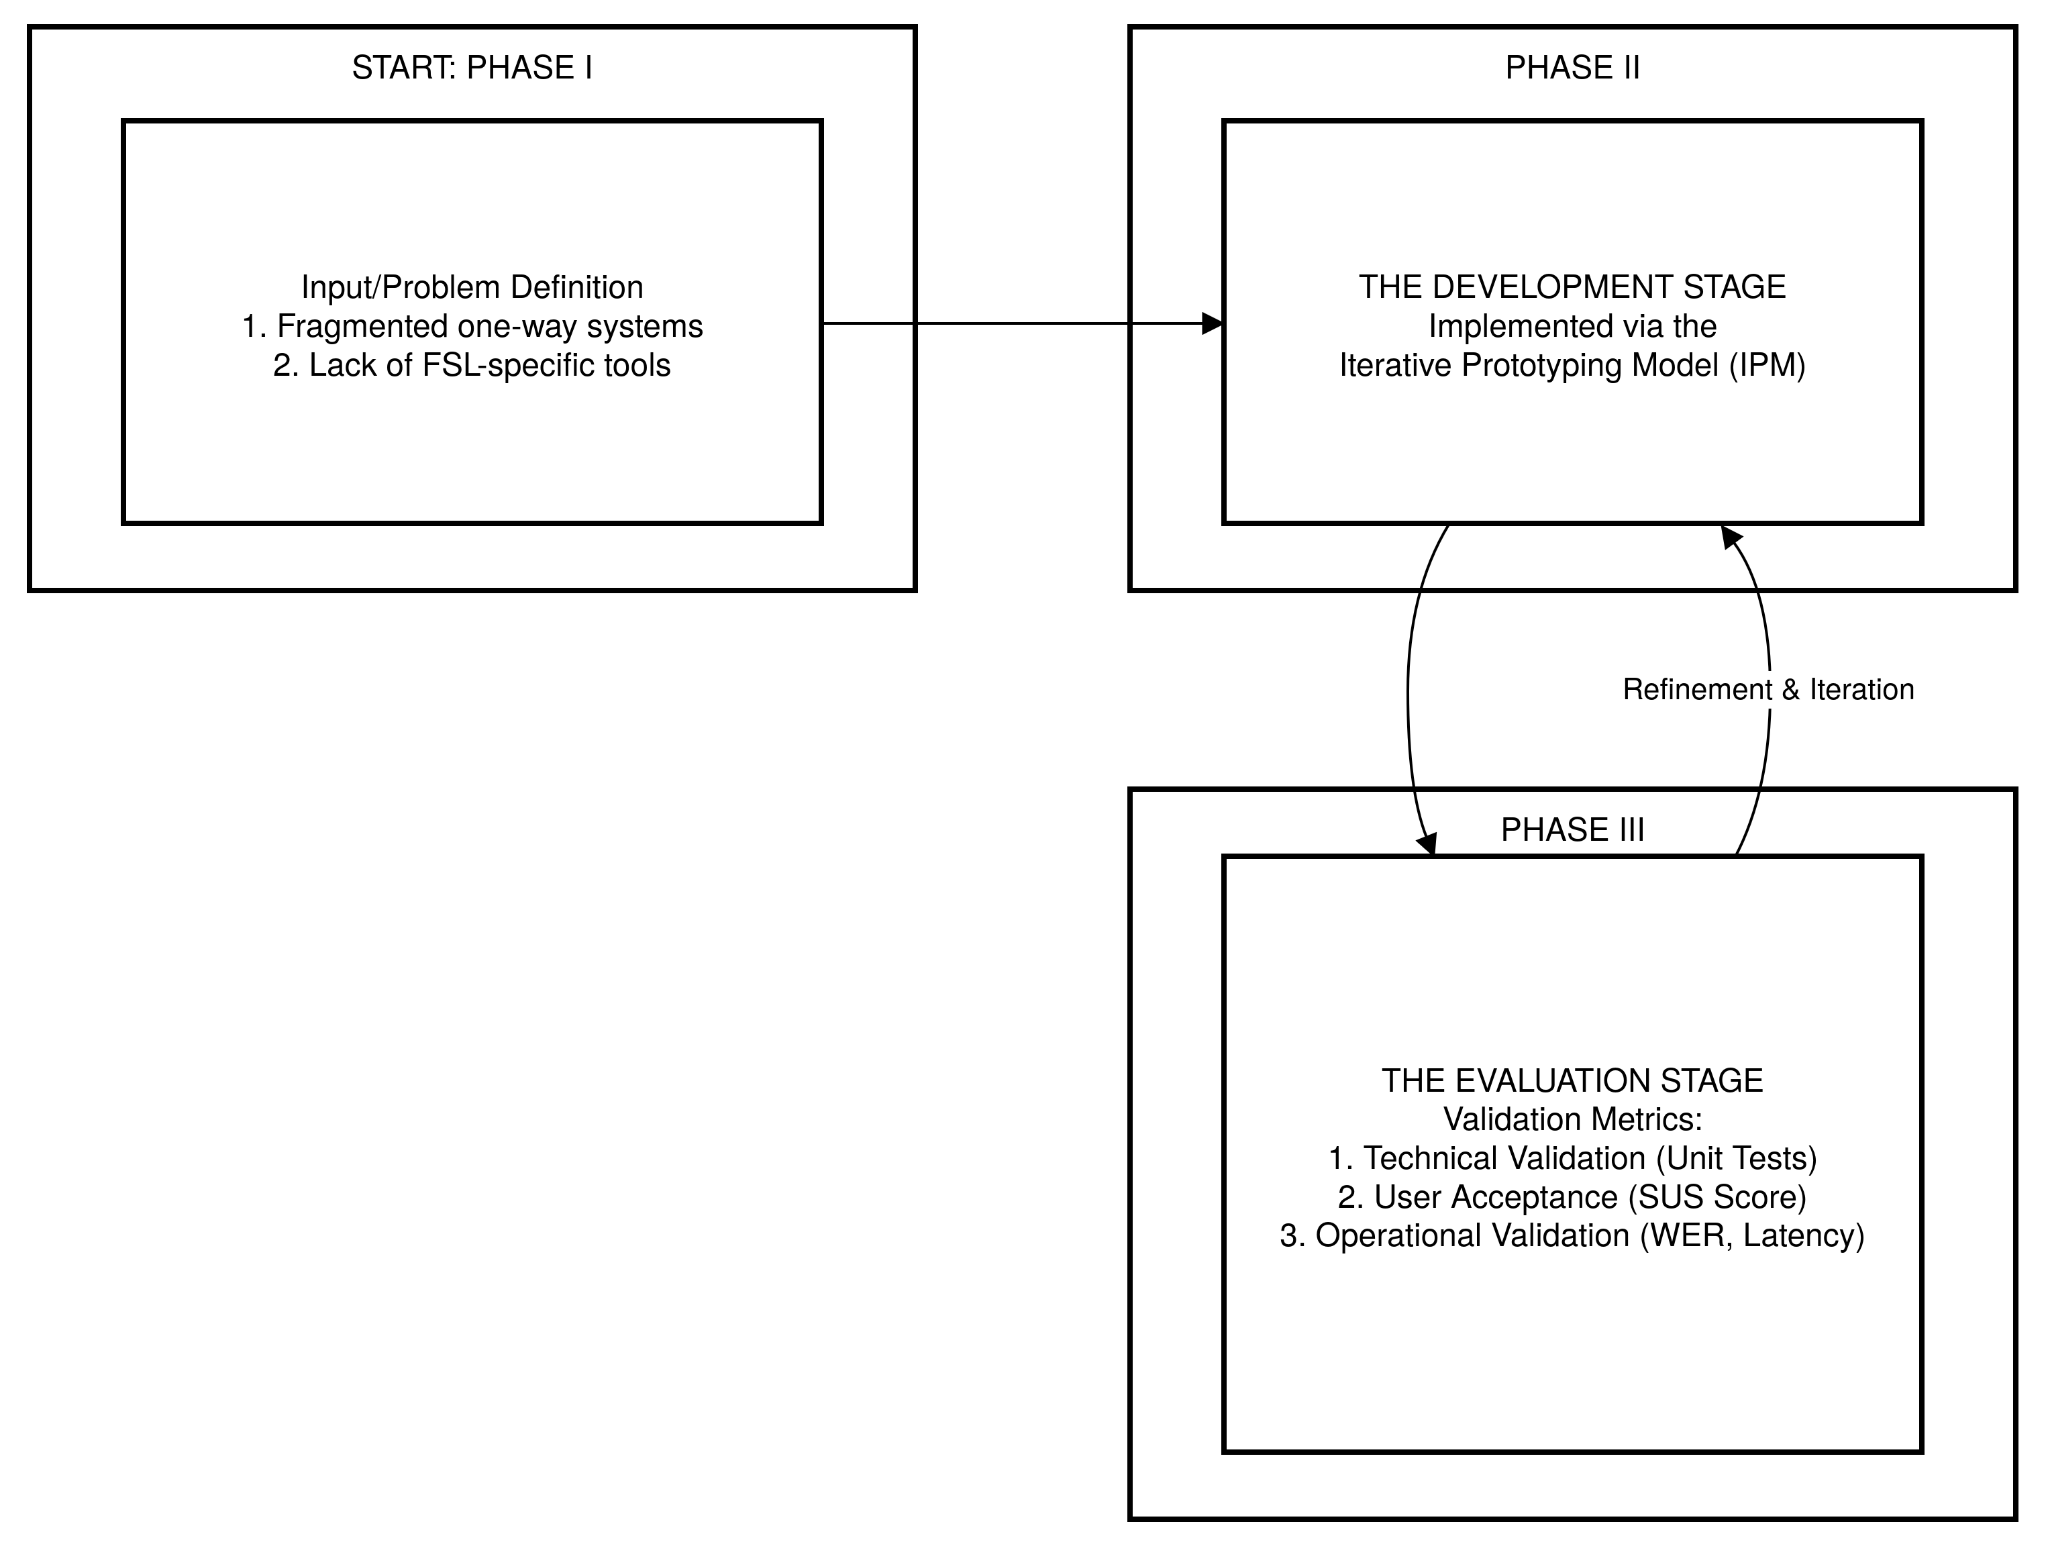 START: PHASE I
Input/Problem Definition
1. Fragmented one-way systems
2. Lack of FSL-specific tools
PHASE II
THE DEVELOPMENT STAGE
Implemented via the
Iterative Prototyping Model (IPM)
Refinement & Iteration
PHASE III
THE EVALUATION STAGE
Validation Metrics:
1. Technical Validation (Unit Tests)
2. User Acceptance (SUS Score)
3. Operational Validation (WER, Latency)